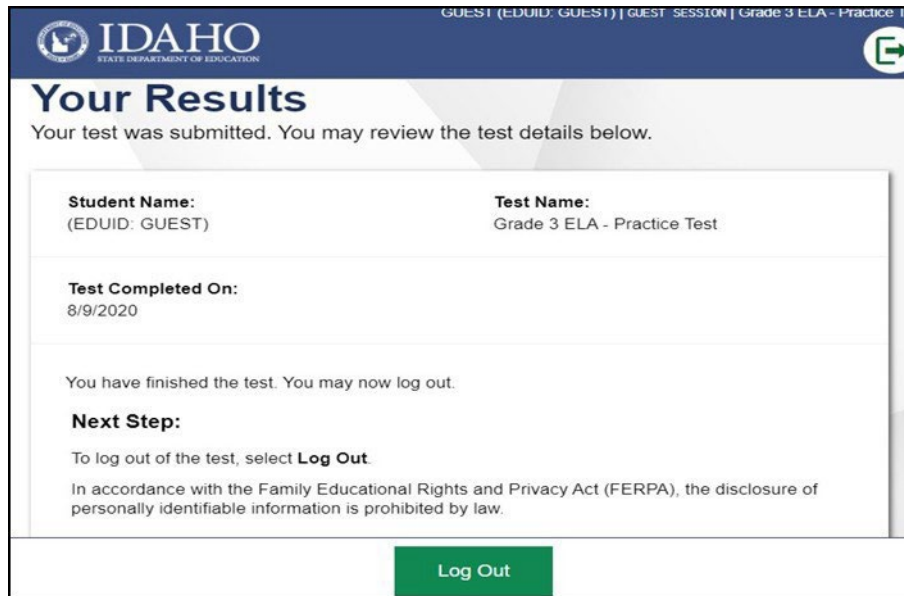 GUEST (EDUID: GUEST) | GUEST SESSION | Grade 3 ELA - Practice
IDAHO
STATE DEPARTMENT OF EDUCATION
Your Results
Your test was submitted. You may review the test details below.
Student Name:
(EDUID: GUEST)
Test Name:
Grade 3 ELA - Practice Test
Test Completed On:
8/9/2020
You have finished the test. You may now log out.
Next Step:
To log out of the test, select Log Out.
In accordance with the Family Educational Rights and Privacy Act (FERPA), the disclosure of
personally identifiable information is prohibited by law.
Log Out